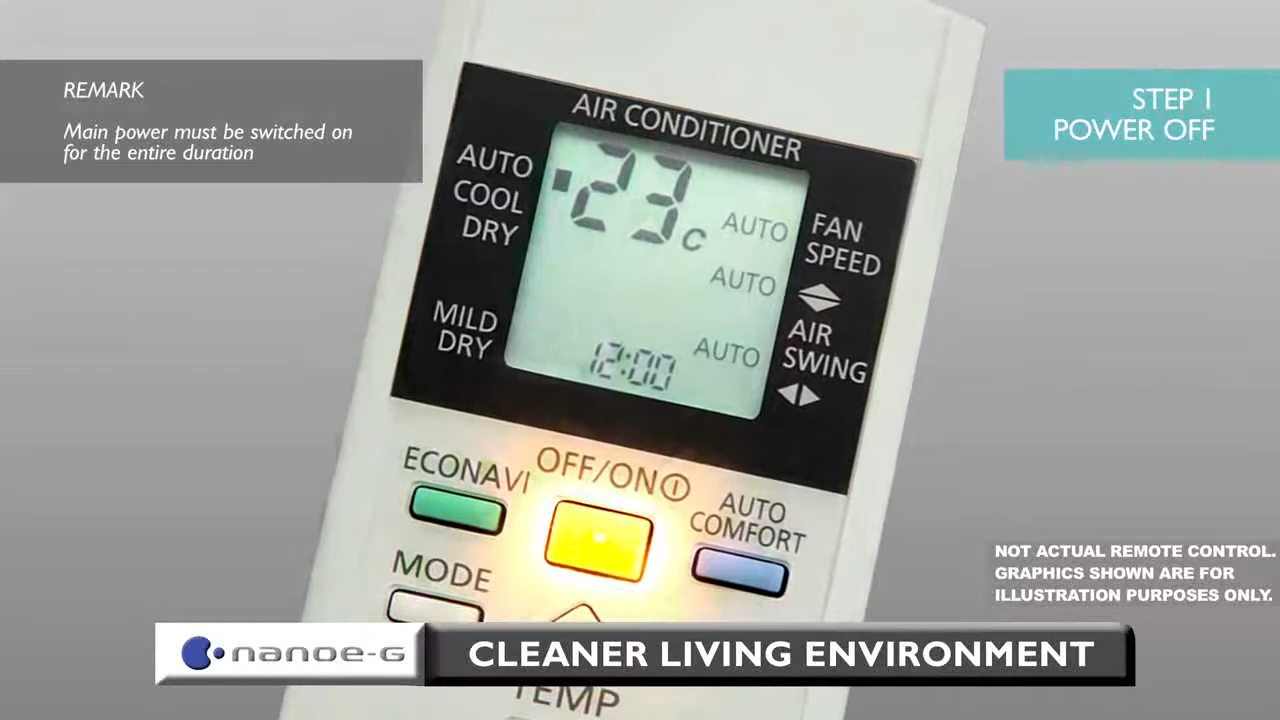 REMARK
Main power must be switched on
for the entire duration
STEP 1
POWER OFF
AIR CONDITIONER
AUTO
COOL
DRY
MILD
DRY
23c
AUTO
AUTO
AUTO
12:00
FAN
SPEED
AIR
SWING
ECONAVI
OFF/ON
AUTO
COMFORT
MODE
TEMP
NOT ACTUAL REMOTE CONTROL.
GRAPHICS SHOWN ARE FOR
ILLUSTRATION PURPOSES ONLY.
nanoe-G
CLEANER LIVING ENVIRONMENT